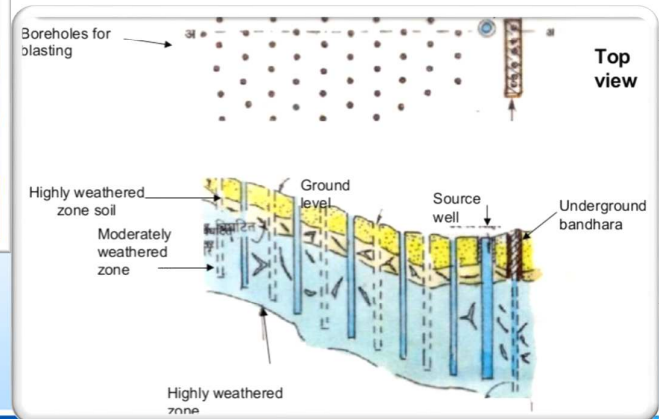 Boreholes for
blasting
अ
अ
Top
view
Highly weathered
zone soil
Moderately
weathered
zone
Ground
level
Source
well
Underground
bandhara
Highly weathered
zone